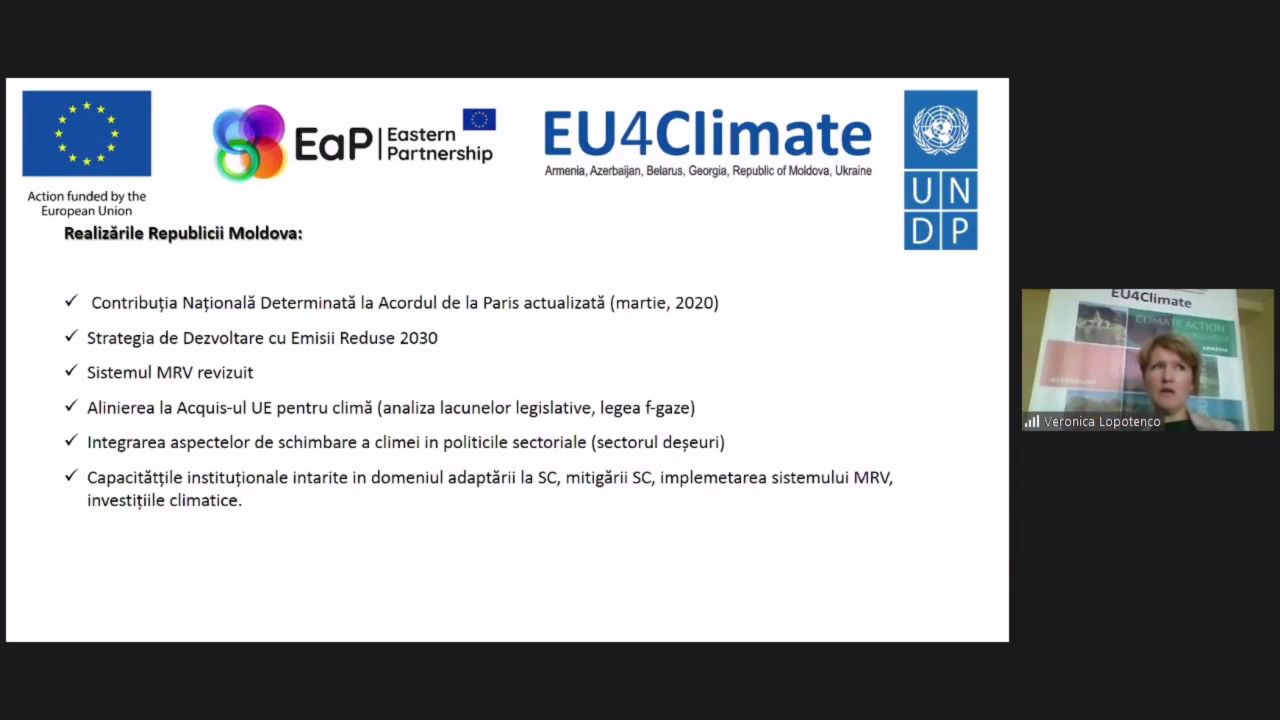 Action funded by the
European Union
EaP
Eastern
Partnership
EU4Climate
Armenia, Azerbaijan, Belarus, Georgia, Republic of Moldova, Ukraine
U N
D P
Realizările Republicii Moldova:
✓ Contribuția Națională Determinată la Acordul de la Paris actualizată (martie, 2020)
✓ Strategia de Dezvoltare cu Emisii Reduse 2030
✓ Sistemul MRV revizuit
✓ Alinierea la Acquis-ul UE pentru climă (analiza lacunelor legislative, legea f-gaze)
✓ Integrarea aspectelor de schimbare a climei in politicile sectoriale (sectorul deșeuri)
✓ Capacitățțile instituționale intarite in domeniul adaptării la SC, mitigării SC, implemetarea sistemului MRV,
investițiile climatice.
EU4Climate
CLIMATE ACTION
ARMENIA
AZERBAIJAN
Veronica Lopotenco